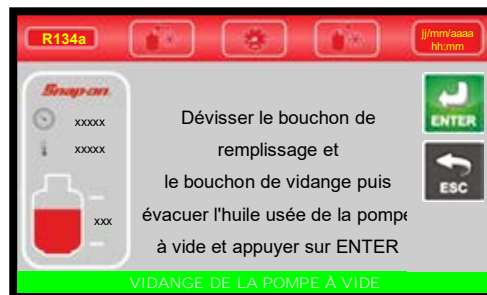 R134a
jj/mm/aaaa
hh:mm
Snap-on
xxxxx
xxxxx
xxx
Dévisser le bouchon de
remplissage et
le bouchon de vidange puis
évacuer l'huile usée de la pompe
à vide et appuyer sur ENTER
ENTER
ESC
VIDANGE DE LA POMPE À VIDE